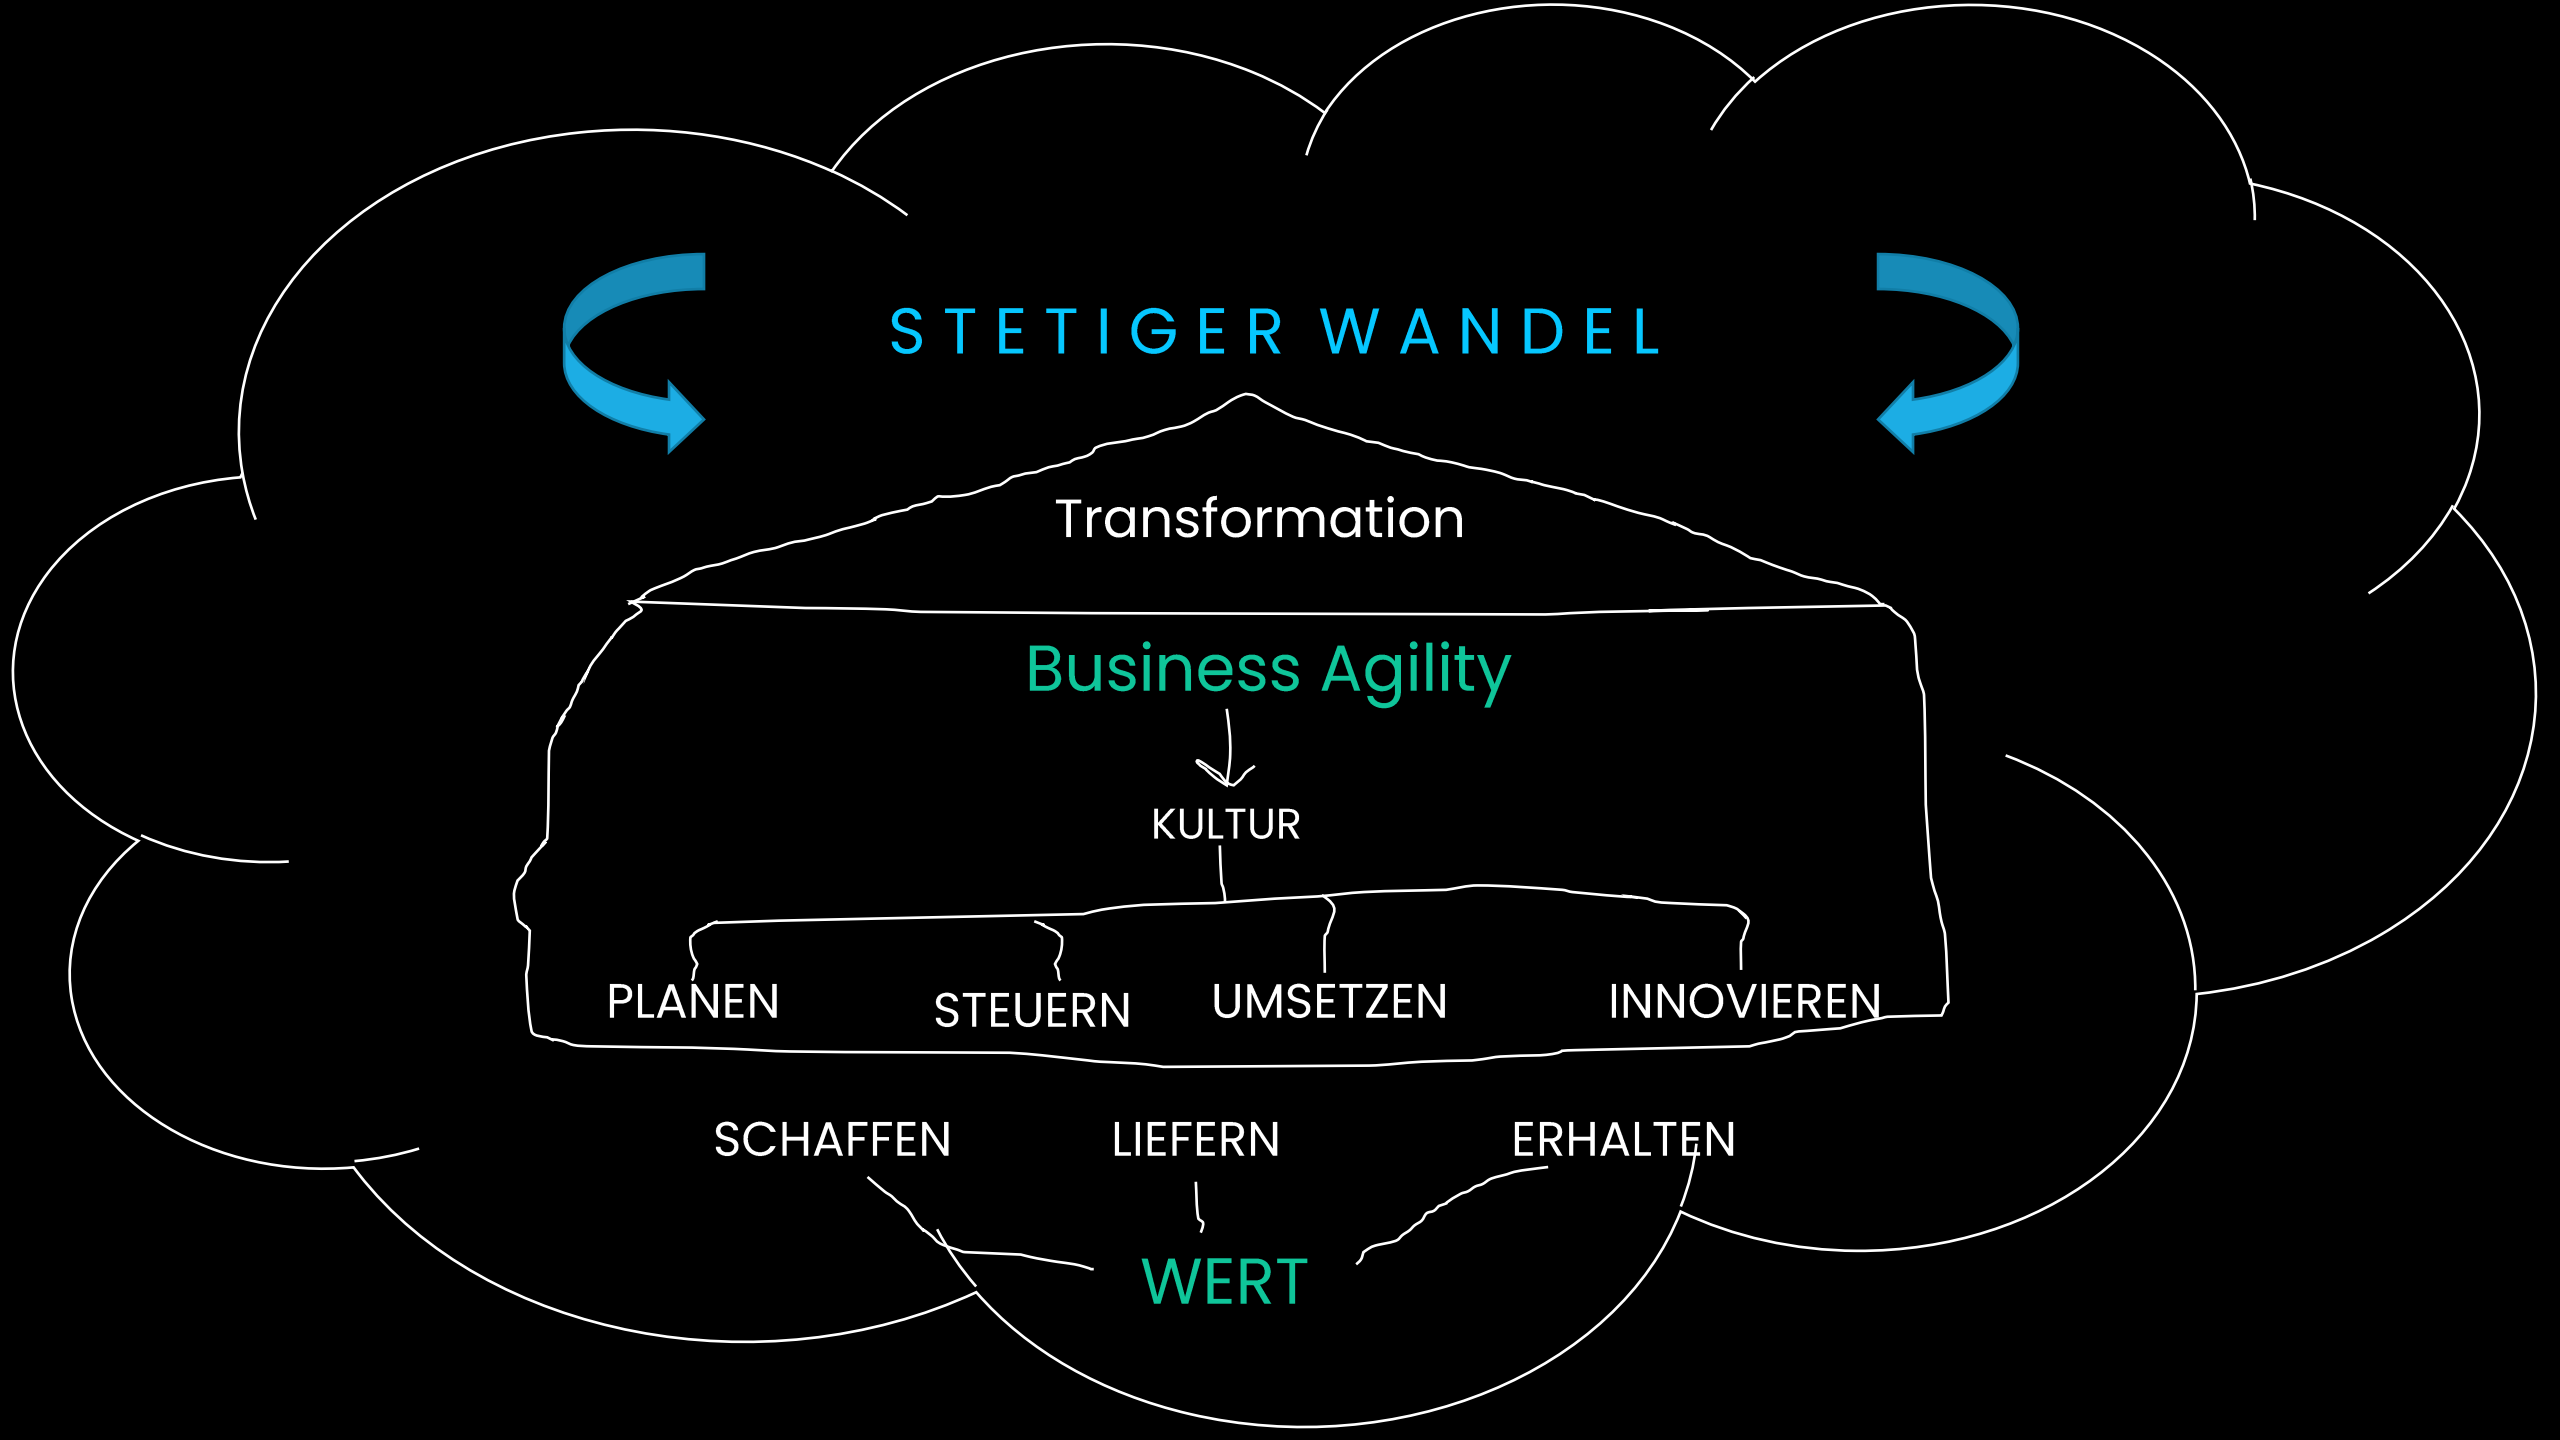 STETIGER WANDEL
Transformation
Business Agility
KULTUR
PLANEN
STEUERN
UMSETZEN
INNOVIEREN
SCHAFFEN
LIEFERN
ERHALTEN
WERT